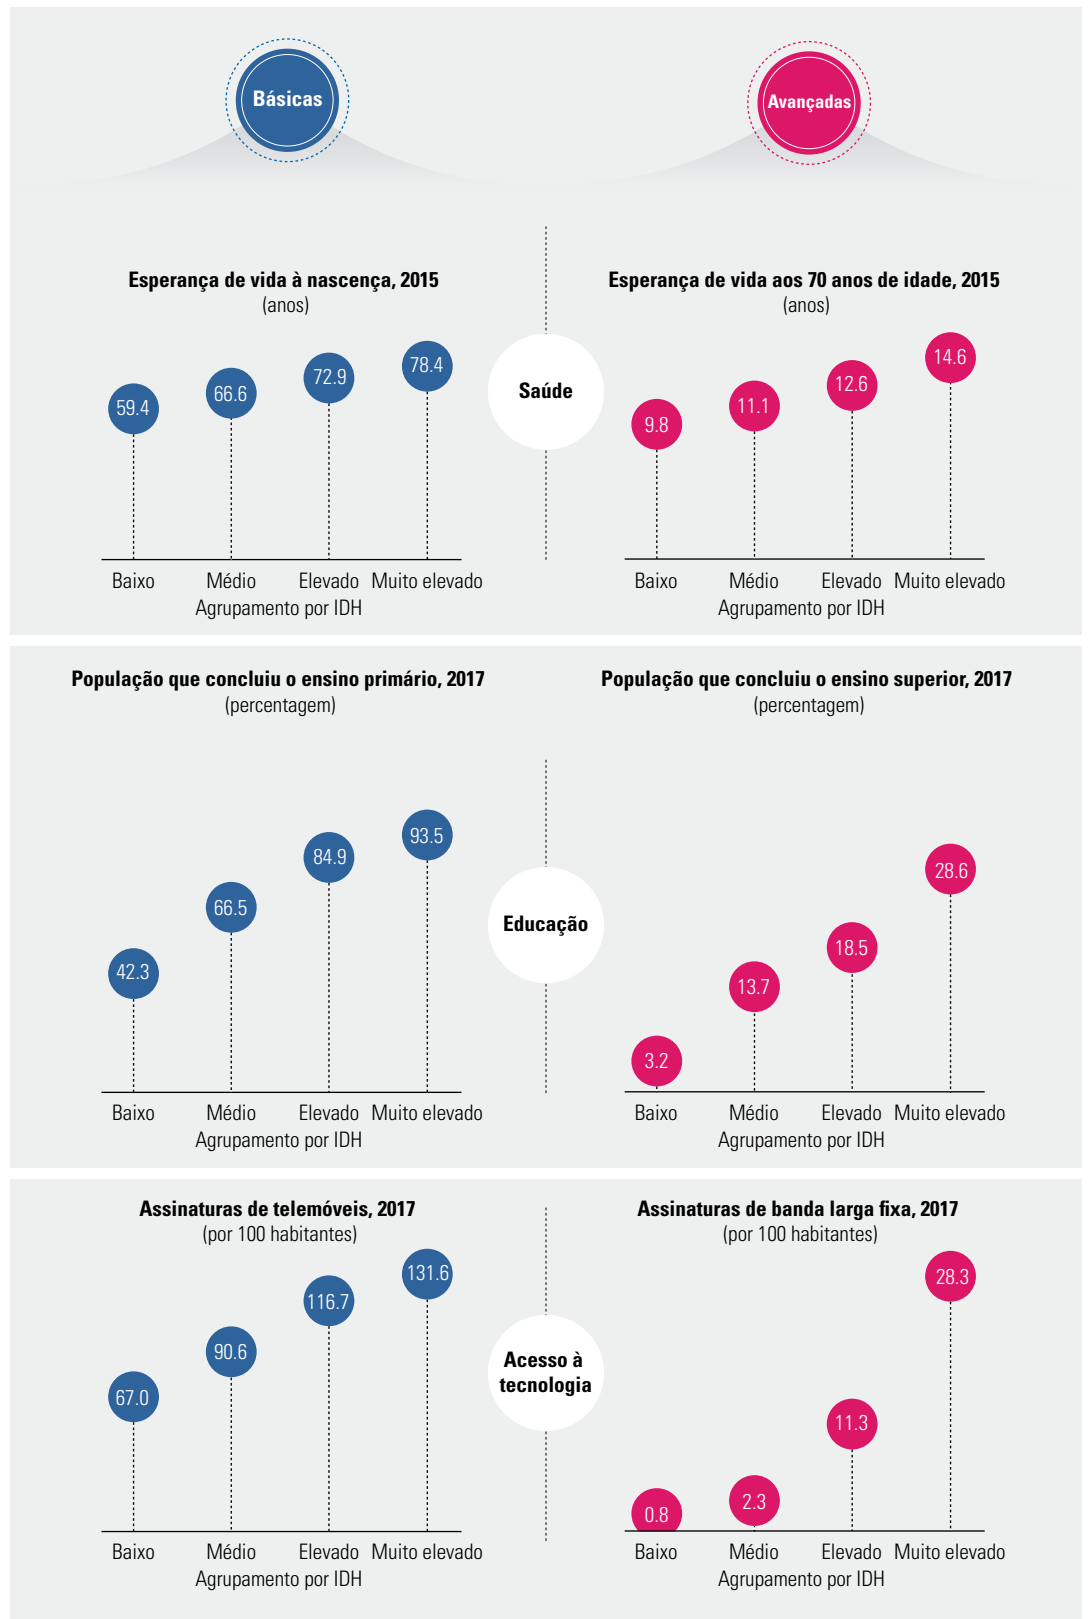 Básicas
Avançadas
Esperança de vida à nascença, 2015
(anos)
59.4
66.6
72.9
78.4
Baixo Médio Elevado Muito elevado
Agrupamento por IDH
Saúde
Esperança de vida aos 70 anos de idade, 2015
(anos)
9.8
11.1
12.6
14.6
Baixo Médio Elevado Muito elevado
Agrupamento por IDH
População que concluiu o ensino primário, 2017
(percentagem)
42.3
66.5
84.9
93.5
Baixo Médio Elevado Muito elevado
Agrupamento por IDH
Educação
População que concluiu o ensino superior, 2017
(percentagem)
3.2
13.7
18.5
28.6
Baixo Médio Elevado Muito elevado
Agrupamento por IDH
Assinaturas de telemóveis, 2017
(por 100 habitantes)
67.0
90.6
116.7
131.6
Baixo Médio Elevado Muito elevado
Agrupamento por IDH
Acesso à
tecnologia
Assinaturas de banda larga fixa, 2017
(por 100 habitantes)
0.8
2.3
11.3
28.3
Baixo Médio Elevado Muito elevado
Agrupamento por IDH